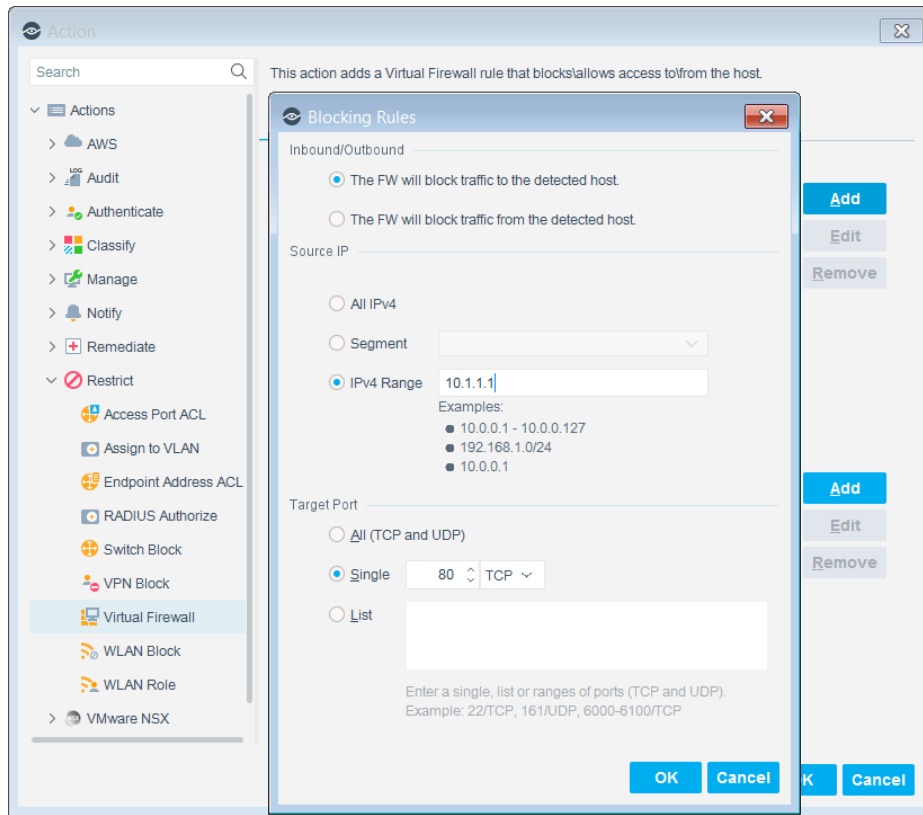 Action
Search
This action adds a Virtual Firewall rule that blocks\allows access to\from the host.
Actions
AWS
LOG
Audit
Authenticate
Classify
Manage
Notify
Remediate
Restrict
Access Port ACL
Assign to VLAN
Endpoint Address ACL
RADIUS Authorize
Switch Block
VPN Block
Virtual Firewall
WLAN Block
WLAN Role
VMware NSX
Blocking Rules
Inbound/Outbound
The FW will block traffic to the detected host.
The FW will block traffic from the detected host.
Source IP
All IPv4
Segment
IPv4 Range 10.1.1.1
Examples:
10.0.0.1 - 10.0.0.127
192.168.1.0/24
10.0.0.1
Target Port
All (TCP and UDP)
Single 80 TCP
List
Enter a single, list or ranges of ports (TCP and UDP).
Example: 22/TCP, 161/UDP, 6000-6100/TCP
OK Cancel
Add
Edit
Remove
Add
Edit
Remove
K Cancel